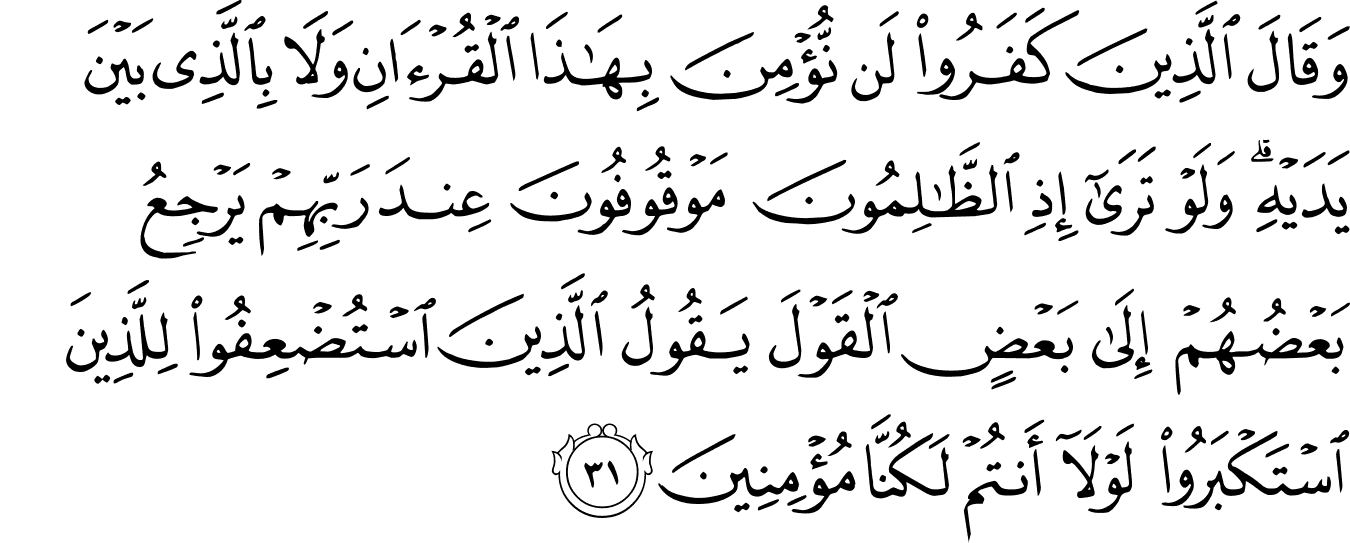 وَقَالَ ٱلَّذِينَ كَفَرُوا۟ لَن نُّؤْمِنَ بِهَـٰذَا ٱلْقُرْءَانِ وَلَا بِٱلَّذِى بَيْنَ
يَدَيْهِ ۗ وَلَوْ تَرَىٰٓ إِذِ ٱلظَّـٰلِمُونَ مَوْقُوفُونَ عِندَ رَبِّهِمْ يَرْجِعُ
بَعْضُهُمْ إِلَىٰ بَعْضٍ ٱلْقَوْلَ يَقُولُ ٱلَّذِينَ ٱسْتُضْعِفُوا۟ لِلَّذِينَ
ٱسْتَكْبَرُوا۟ لَوْلَآ أَنتُمْ لَكُنَّا مُؤْمِنِينَ ٣١